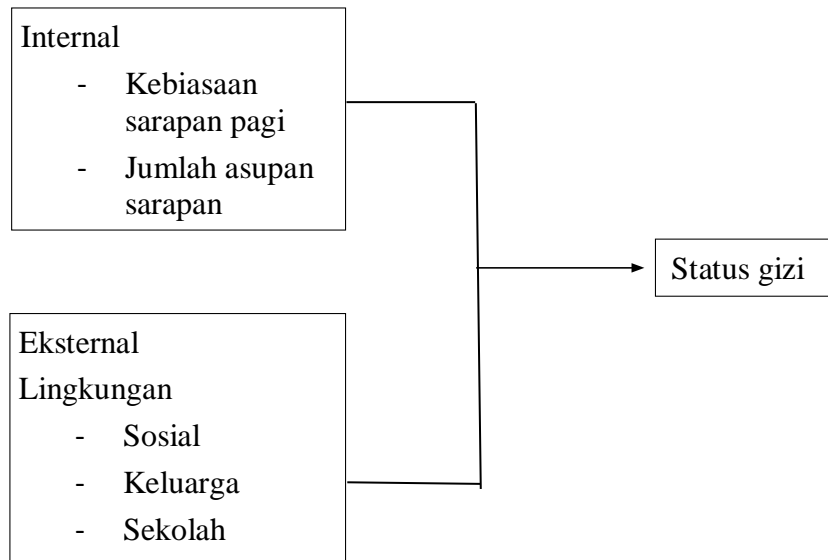 Internal
- Kebiasaan
sarapan pagi
- Jumlah asupan
sarapan
Status gizi
Eksternal
Lingkungan
- Sosial
- Keluarga
- Sekolah